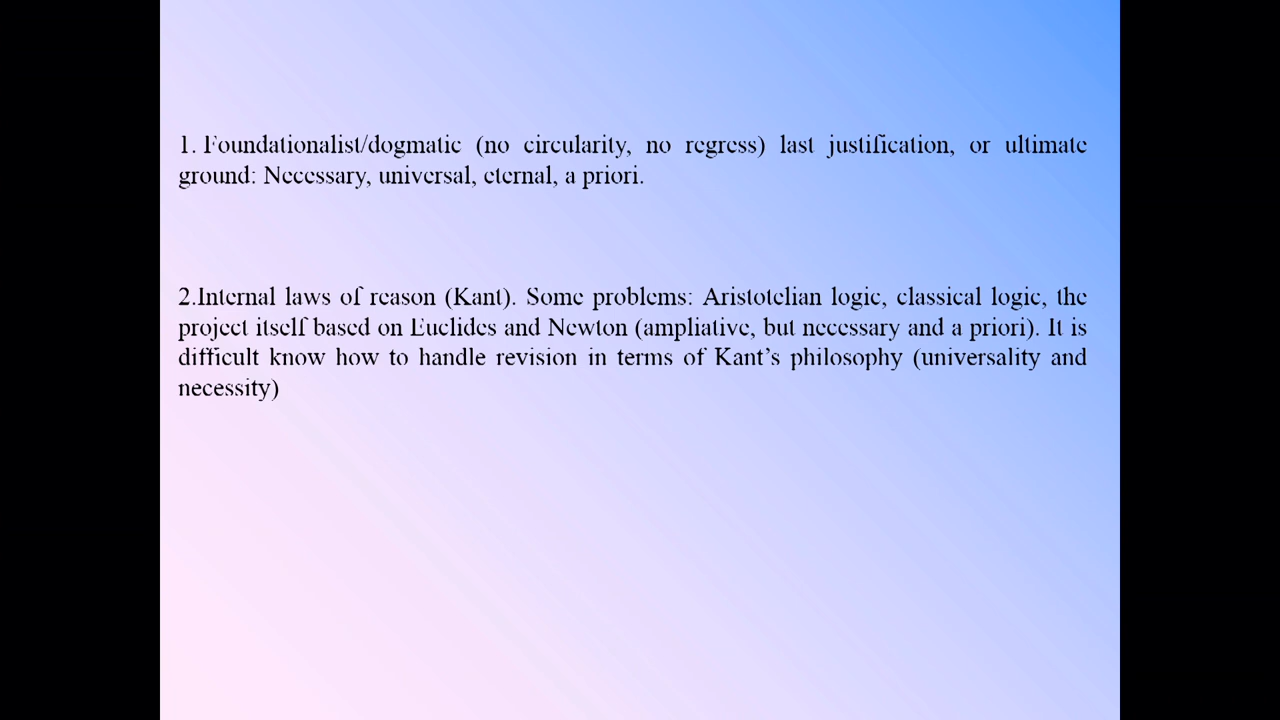 1. Foundationalist/dogmatic (no circularity, no regress) last justification, or ultimate
ground: Necessary, universal, eternal, a priori.
2.Internal laws of reason (Kant). Some problems: Aristotelian logic, classical logic, the
project itself based on Euclides and Newton (ampliative, but necessary and a priori). It is
difficult know how to handle revision in terms of Kant’s philosophy (universality and
necessity)